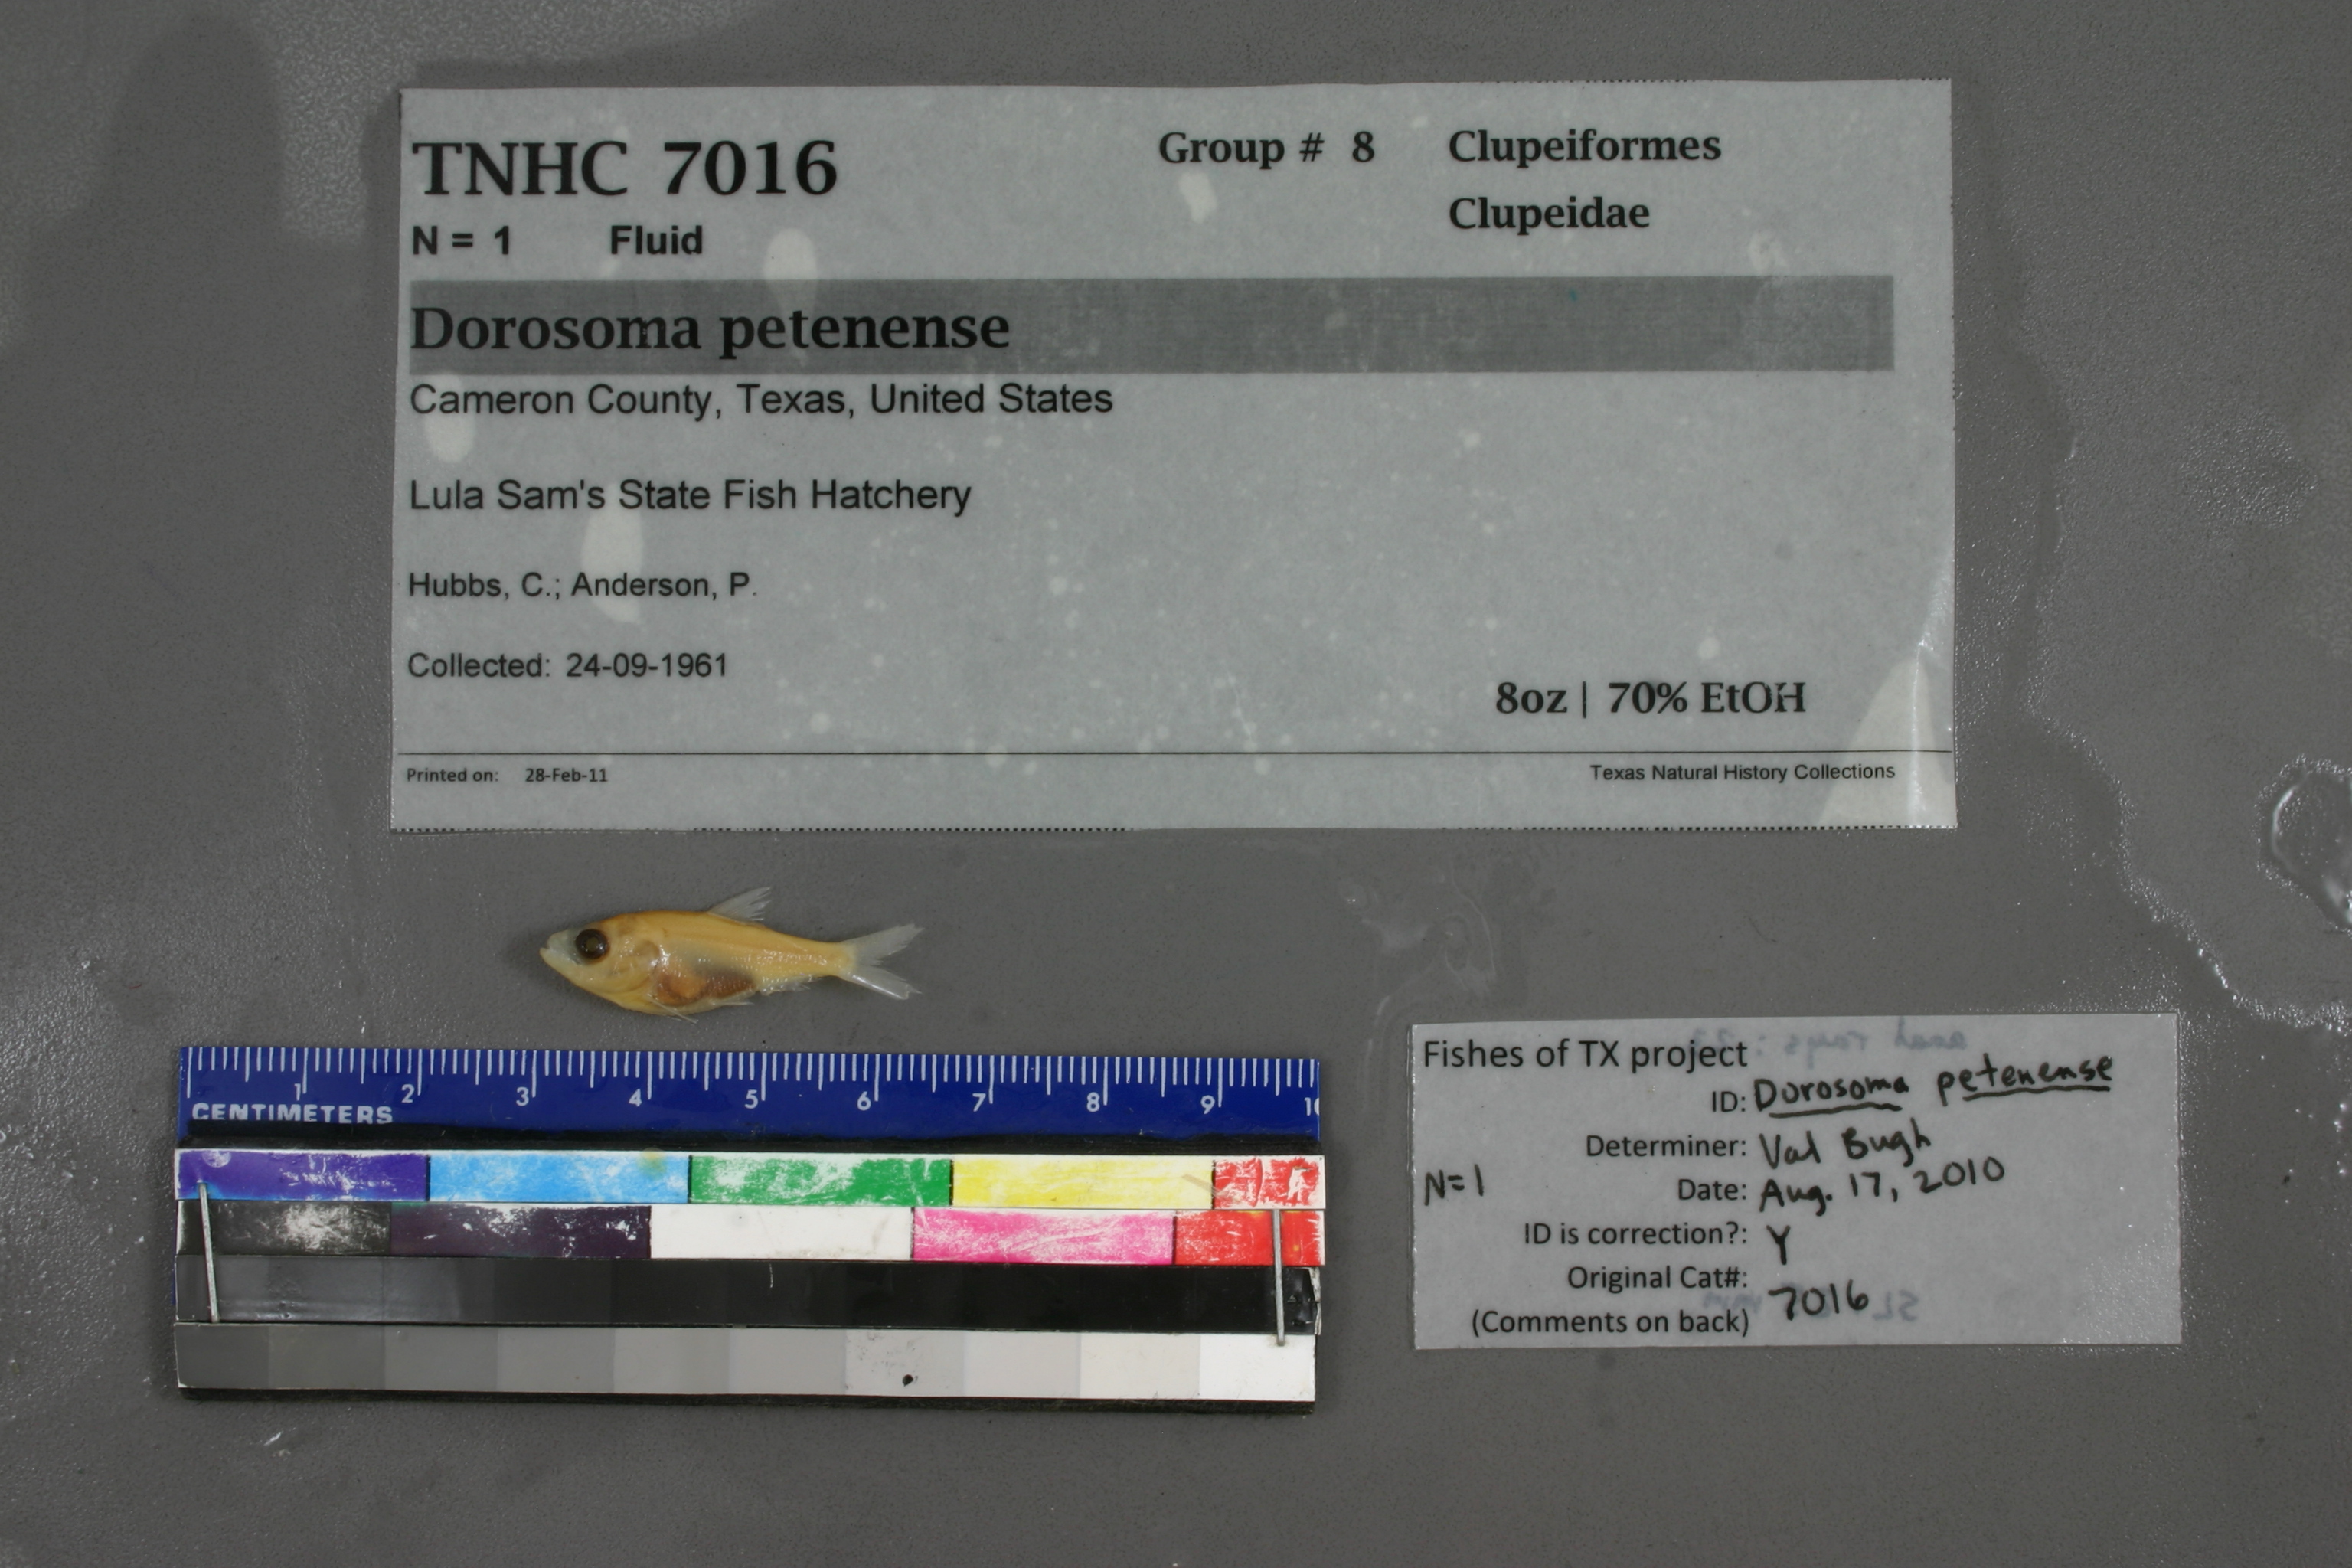 TNHC 7016 Group # 8 Clupeiformes
Clupeidae
N = 1 Fluid
Dorosoma petenense
Cameron County, Texas, United States
Lula Sam's State Fish Hatchery
Hubbs, C.; Anderson, P.
Collected: 24-09-1961
8oz | 70% EtOH
Printed on: 28-Feb-11 Texas Natural History Collections
1 2 3 4 5 6 7 8 9
CENTIMETERS
Fishes of TX project
ID: Dorosoma petenense
Determiner: Val Bugh
N=1 Date: Aug. 17, 2010
ID is correction?: Y
Original Cat#: 7016
(Comments on back)